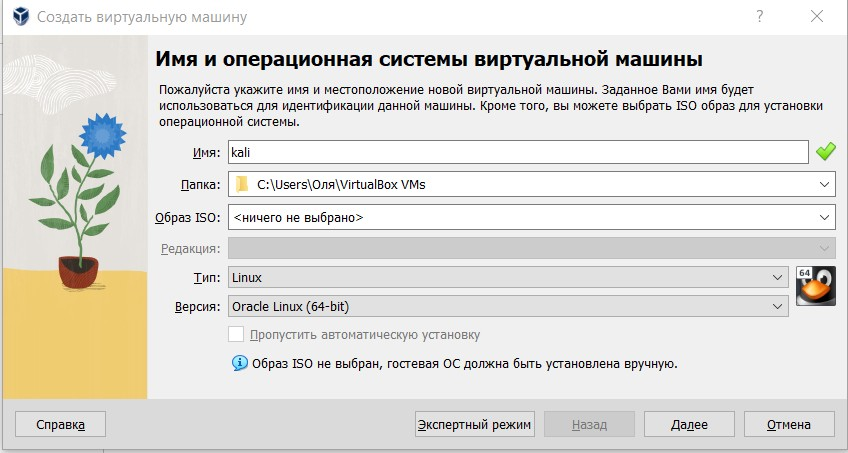 Создать виртуальную машину
Имя и операционная системы виртуальной машины
Пожалуйста укажите имя и местоположение новой виртуальной машины. Заданное Вами имя будет
использоваться для идентификации данной машины. Кроме того, вы можете выбрать ISO образ для установки
операционной системы.
Имя: kali
Папка: C:\Users\Оля\VirtualBox VMs
Образ ISO: <ничего не выбрано>
Редакция:
Тип: Linux
64
Версия: Oracle Linux (64-bit)
Пропустить автоматическую установку
Образ ISO не выбран, гостевая ОС должна быть установлена вручную.
Справка Экспертный режим Назад Далее Отмена